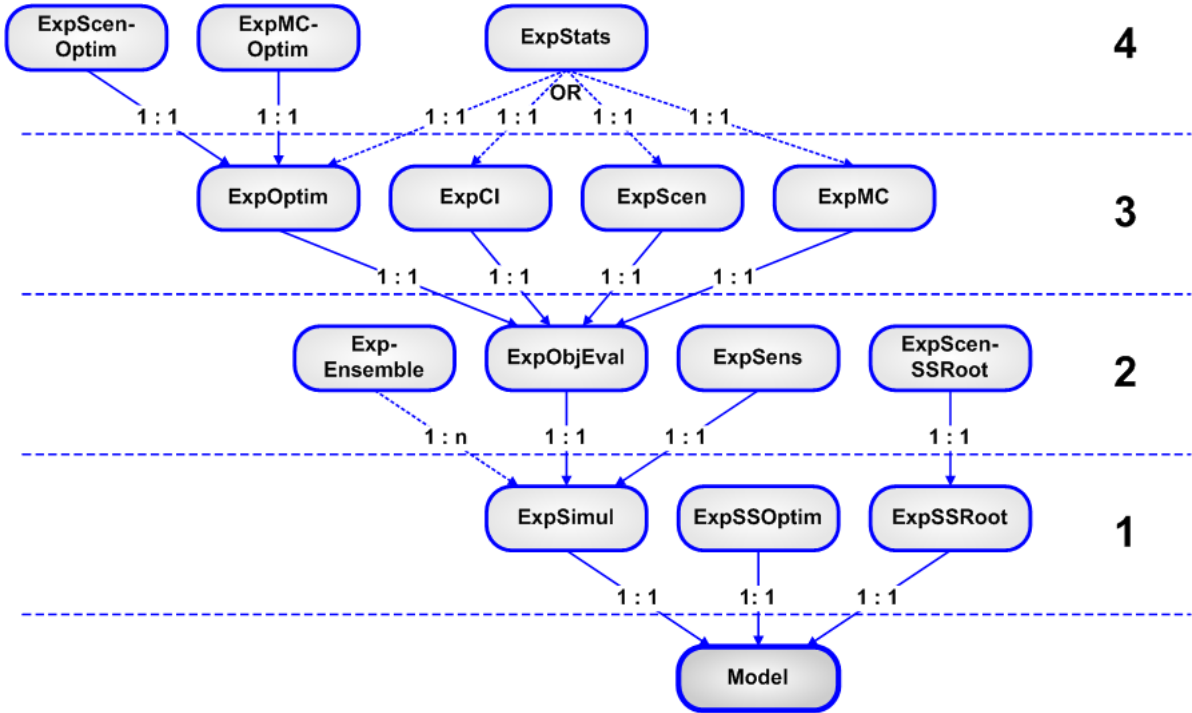 ExpScen-
Optim
ExpMC-
Optim
ExpStats
4
OR
1 : 1
1 : 1
1 : 1
1 : 1
1 : 1
1 : 1
ExpOptim
ExpCI
ExpScen
ExpMC
3
1 : 1
1 : 1
1 : 1
1 : 1
Exp-
Ensemble
ExpObjEval
ExpSens
ExpScen-
SSRoot
2
1 : n
1 : 1
1 : 1
1 : 1
ExpSimul
ExpSSOptim
ExpSSRoot
1
1 : 1
1: 1
1 : 1
Model